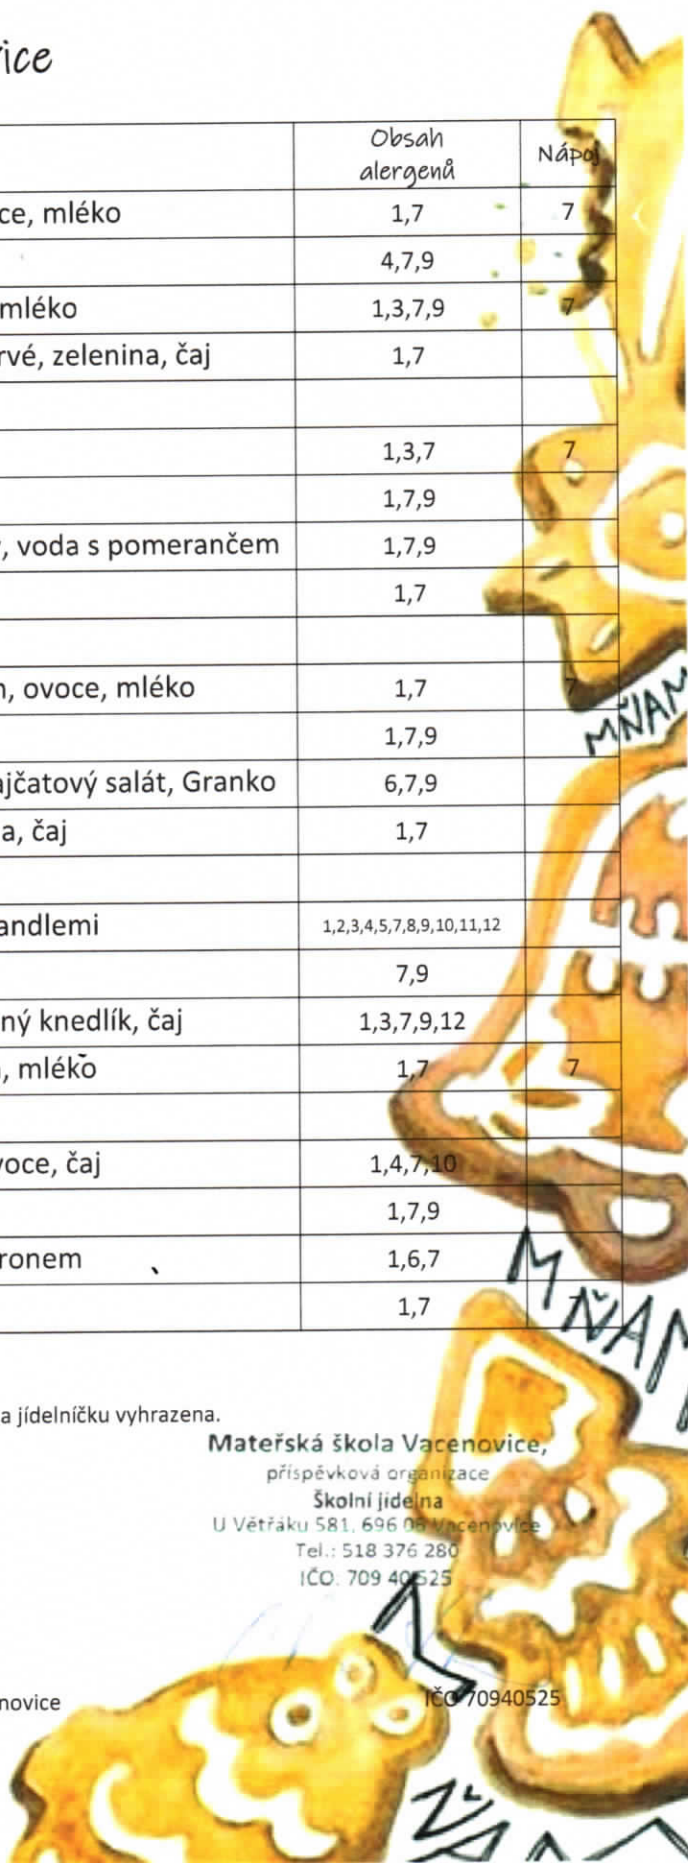 ice
Obsah
alergenů
Nápoj
ce, mléko 1,7 7
4,7,9
mléko 1,3,7,9 7
rvé, zelenina, čaj 1,7
1,3,7 7
1,7,9
, voda s pomerančem 1,7,9
1,7
, ovoce, mléko 1,7 7
1,7,9
ajčatový salát, Granko 6,7,9
a, čaj 1,7
andlemi 1,2,3,4,5,7,8,9,10,11,12
7,9
ný knedlík, čaj 1,3,7,9,12
, mléko 1,7 7
voce, čaj 1,4,7,10
1,7,9
ronem 1,6,7
1,7
MŇAM
MŇAM
a jídelníčku vyhrazena.
Mateřská škola Vacenovice,
příspěvková organizace
Školní jídelna
U Větřáku 581, 696 06 Vacenovice
Tel.: 518 376 280
IČO: 709 40 525
novice IČO 70940525